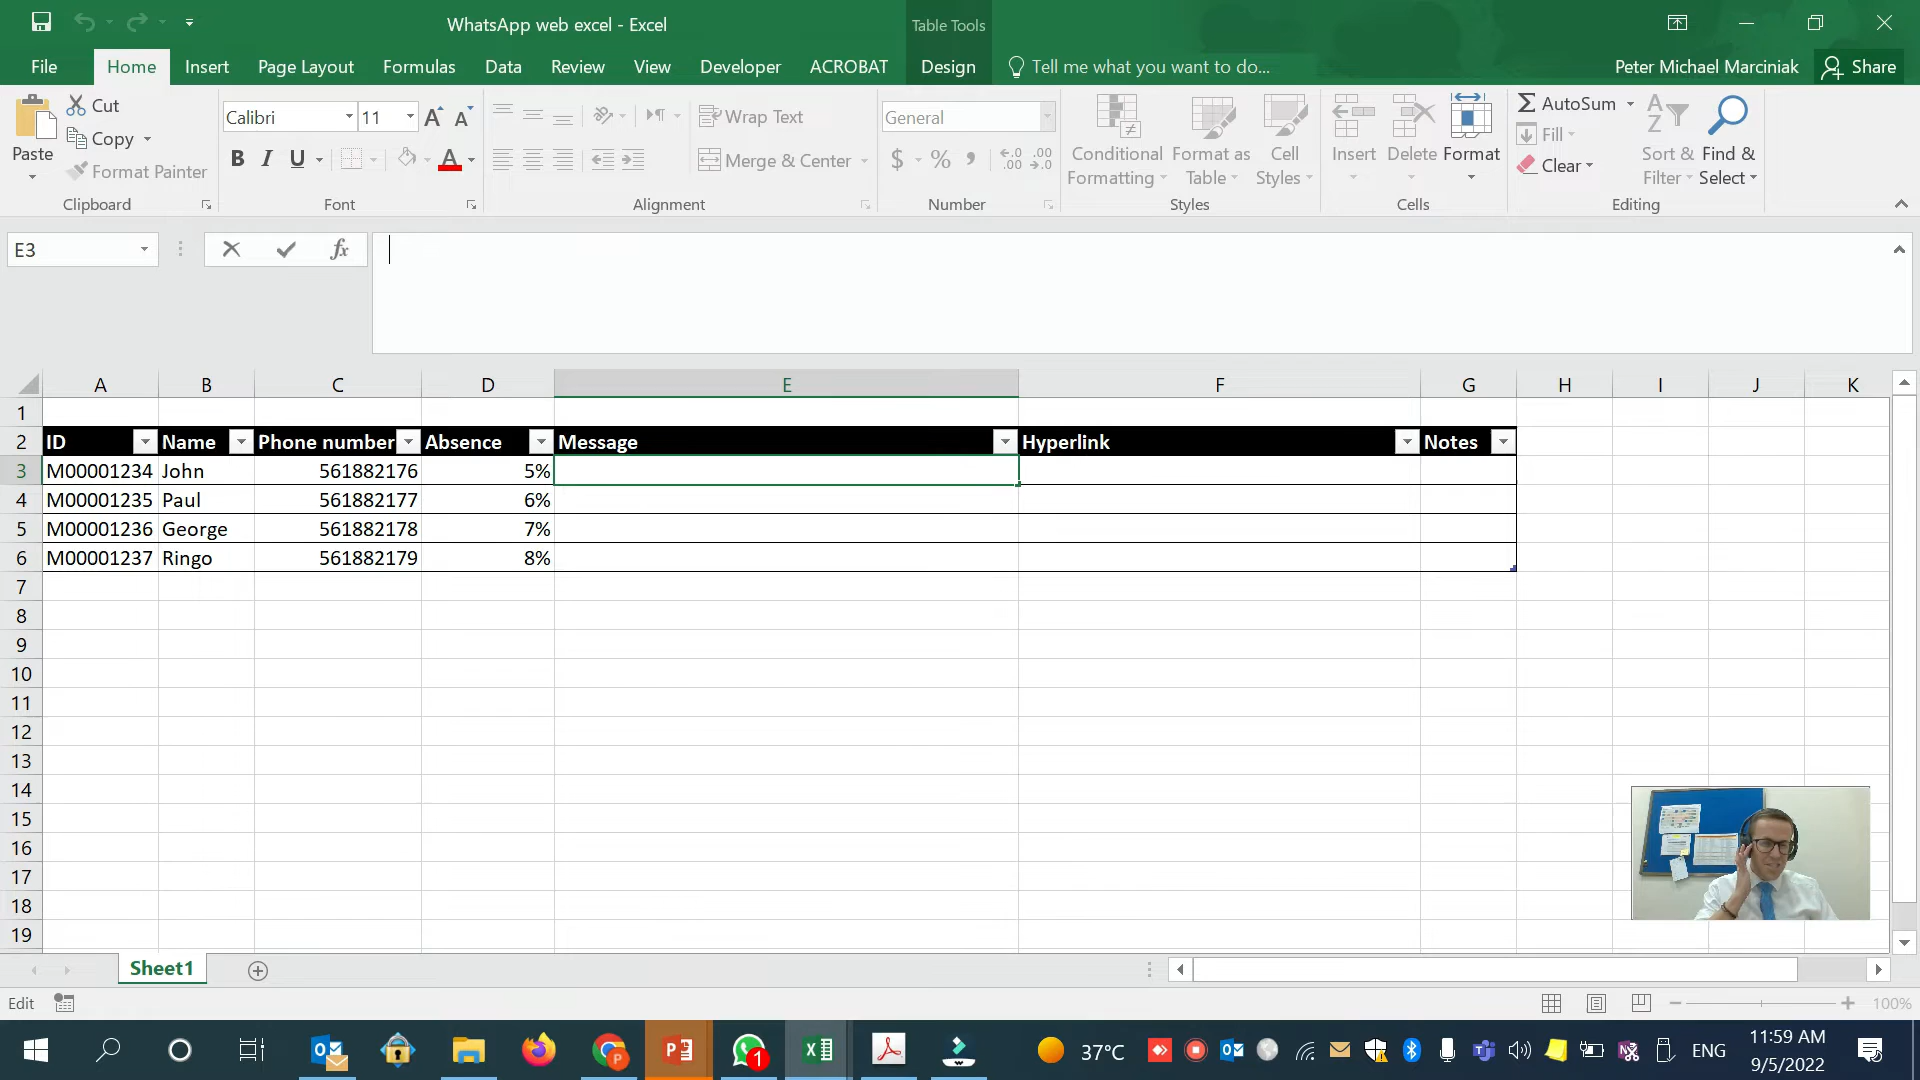 WhatsApp web excel - Excel
Table Tools
File
Home
Insert
Page Layout
Formulas
Data
Review
View
Developer
ACROBAT
Design
Tell me what you want to do...
Peter Michael Marciniak
Share
Paste
Cut
Copy
Format Painter
Clipboard
Calibri
11
B I U
Font
Wrap Text
Merge & Center
Alignment
General
$ %
Number
Conditional
Formatting
Format as
Table
Cell
Styles
Styles
Insert
Delete
Format
Cells
AutoSum
Fill
Clear
Sort &
Filter
Find &
Select
Editing
E3
fx
A B C D E F G H I J K
1
2 ID Name Phone number Absence Message Hyperlink Notes
3 M00001234 John 561882176 5%
4 M00001235 Paul 561882177 6%
5 M00001236 George 561882178 7%
6 M00001237 Ringo 561882179 8%
7
8
9
10
11
12
13
14
15
16
17
18
19
Sheet1
Edit
100%
1
37°C
ENG
11:59 AM
9/5/2022